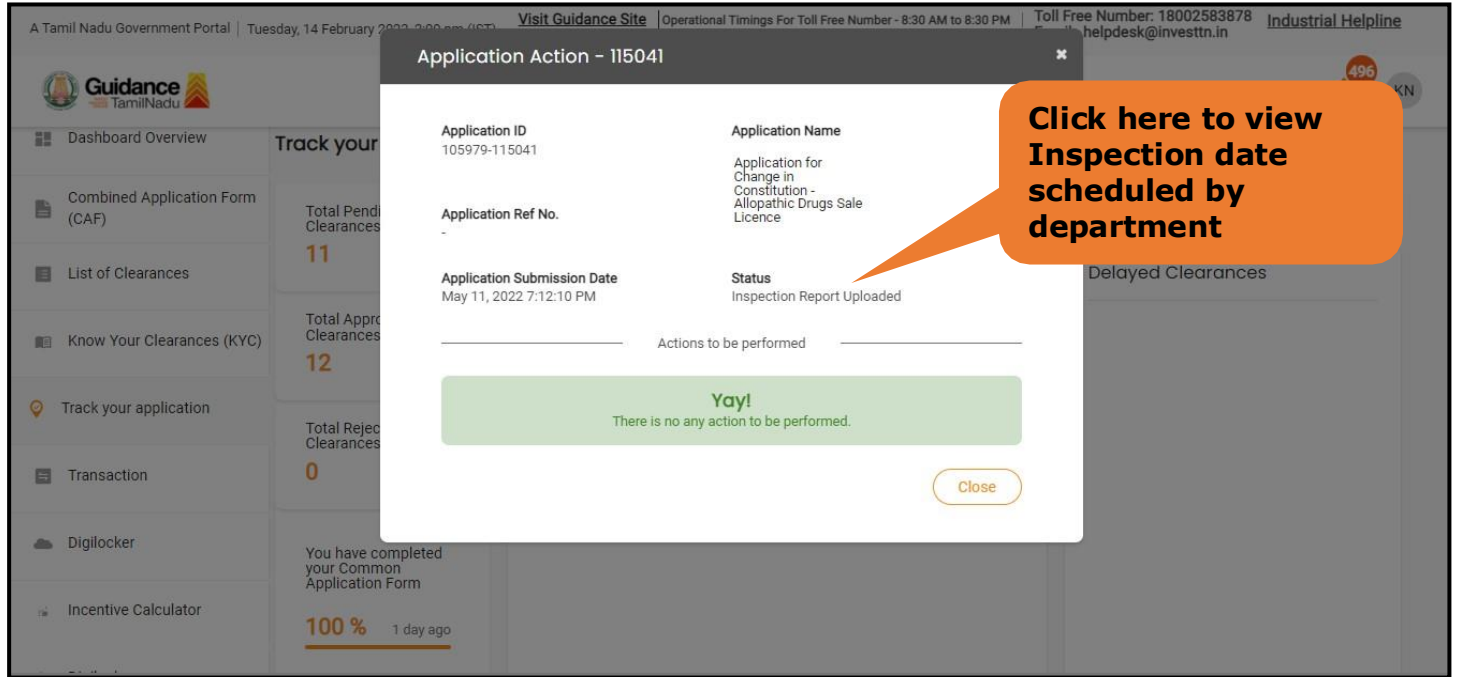 A Tamil Nadu Government Portal | Tuesday, 14 February
Visit Guidance Site | Operational Timings For Toll Free Number - 8:30 AM to 8:30 PM | Toll Free Number: 18002583878
helpdesk@investtn.in
Industrial Helpline
Guidance
TamilNadu
496
KN
Application Action - 115041
Click here to view
Inspection date
scheduled by
department
Dashboard Overview
Combined Application Form
(CAF)
List of Clearances
Know Your Clearances (KYC)
Track your application
Transaction
Digilocker
Incentive Calculator
Track your
Total Pendi
Clearances
11
Total Appro
Clearances
12
Total Rejec
Clearances
0
You have completed
your Common
Application Form
100 % 1 day ago
Application ID
105979-115041
Application Name
Application for
Change in
Constitution -
Allopathic Drugs Sale
Licence
Application Ref No.
-
Application Submission Date
May 11, 2022 7:12:10 PM
Status
Inspection Report Uploaded
Actions to be performed
Yay!
There is no any action to be performed.
Close
Delayed Clearances